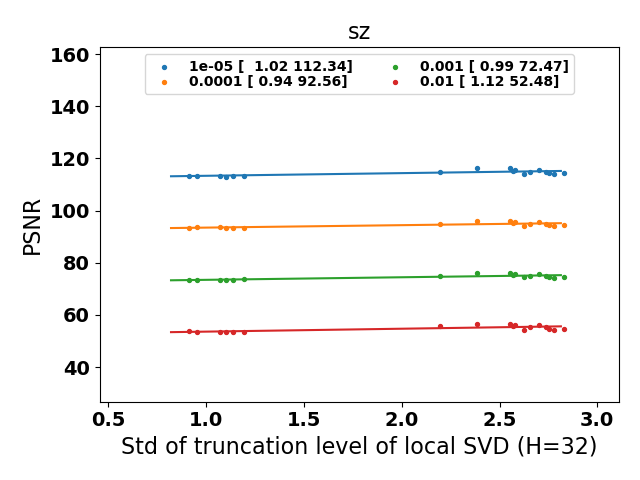 sz
1e-05 [  1.02 112.34]
0.0001 [ 0.94 92.56]
0.001 [ 0.99 72.47]
0.01 [ 1.12 52.48]
160
140
120
100
80
60
40
PSNR
0.5 1.0 1.5 2.0 2.5 3.0
Std of truncation level of local SVD (H=32)